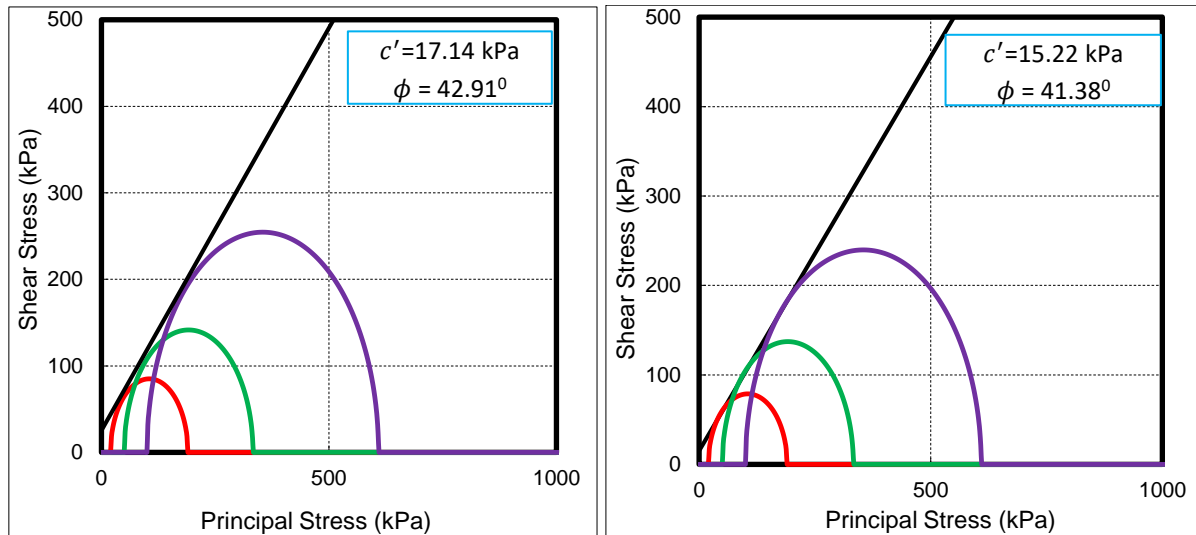 500
400
300
200
100
0
0
500
1000
Shear Stress (kPa)
Principal Stress (kPa)
c′=17.14 kPa
ϕ = 42.91⁰
500
400
300
200
100
0
0
500
1000
Shear Stress (kPa)
Principal Stress (kPa)
c′=15.22 kPa
ϕ = 41.38⁰